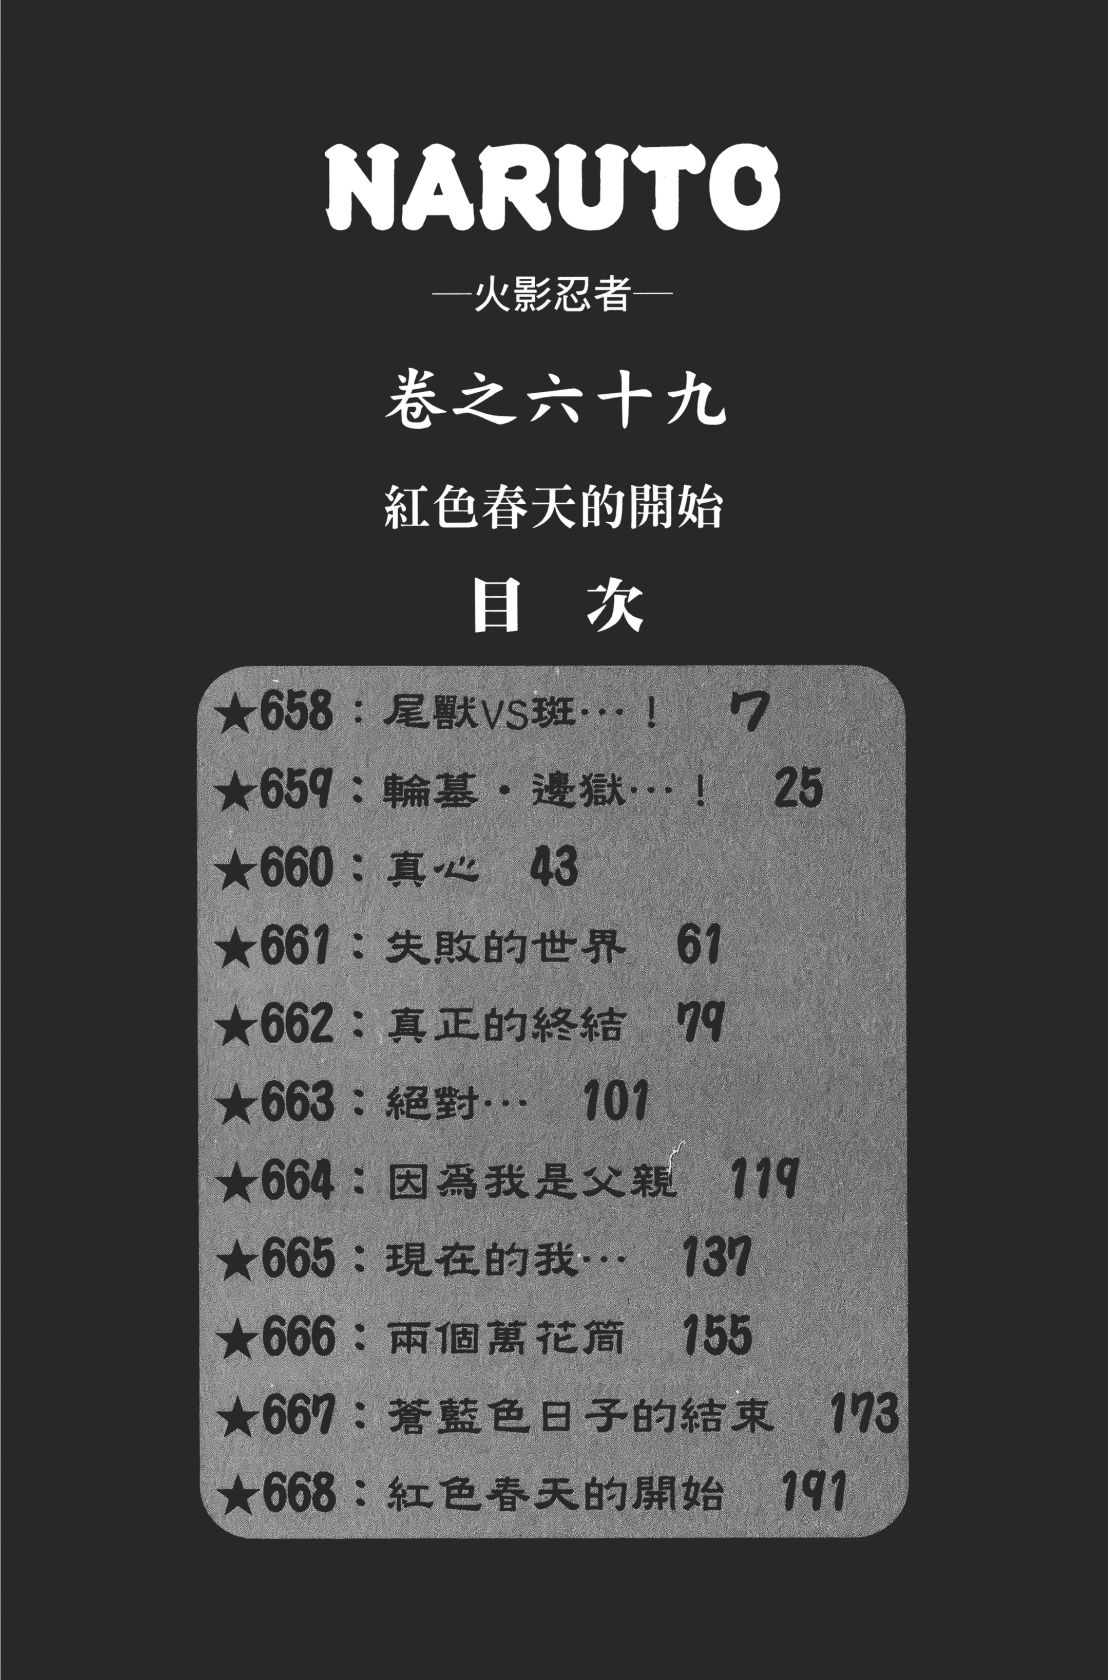 NARUTO
—火影忍者—
卷之六十九
紅色春天的開始
目 次
★658：尾獸VS斑…！ 7
★659：輪墓・邊獄…！ 25
★660：真心 43
★661：失敗的世界 61
★662：真正的終結 79
★663：絕對… 101
★664：因為我是父親 119
★665：現在的我… 137
★666：兩個萬花筒 155
★667：蒼藍色日子的結束 173
★668：紅色春天的開始 191